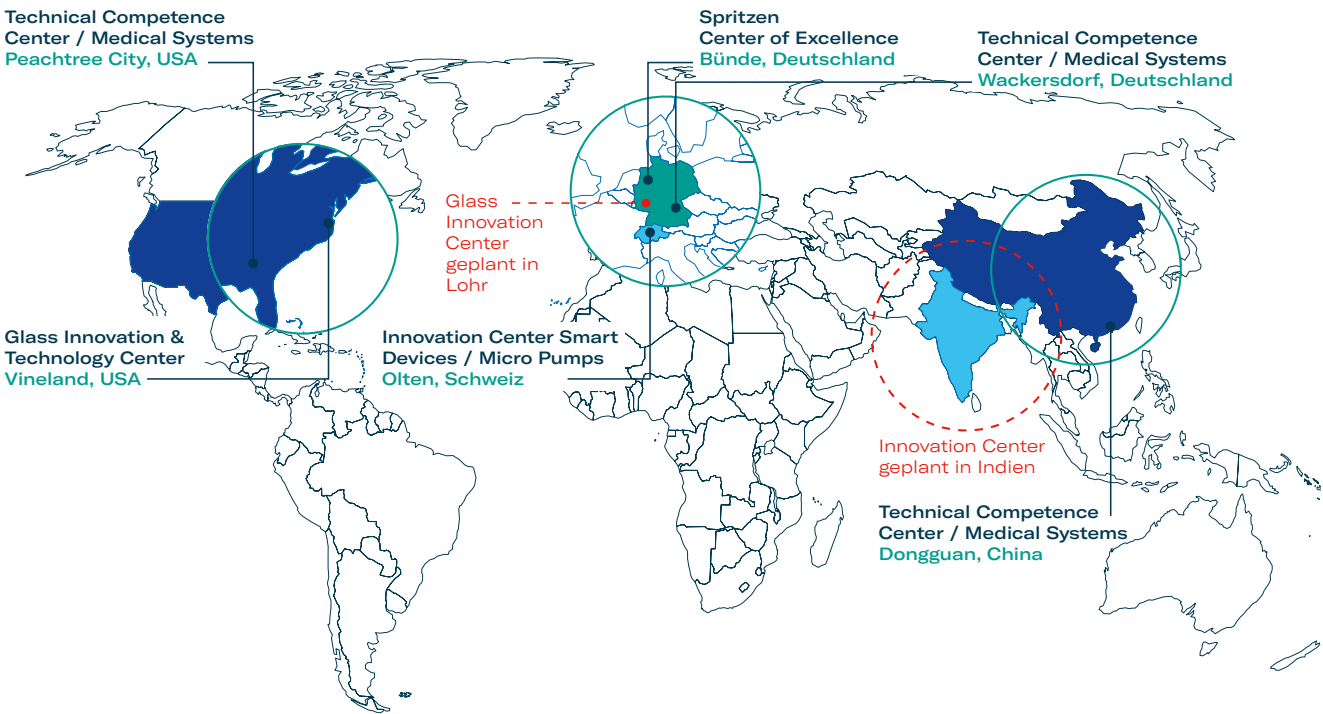 Technical Competence
Center / Medical Systems
Peachtree City, USA
Spritzen
Center of Excellence
Bünde, Deutschland
Technical Competence
Center / Medical Systems
Wackersdorf, Deutschland
Glass
Innovation
Center
geplant in
Lohr
Glass Innovation &
Technology Center
Vineland, USA
Innovation Center Smart
Devices / Micro Pumps
Olten, Schweiz
Innovation Center
geplant in Indien
Technical Competence
Center / Medical Systems
Dongguan, China